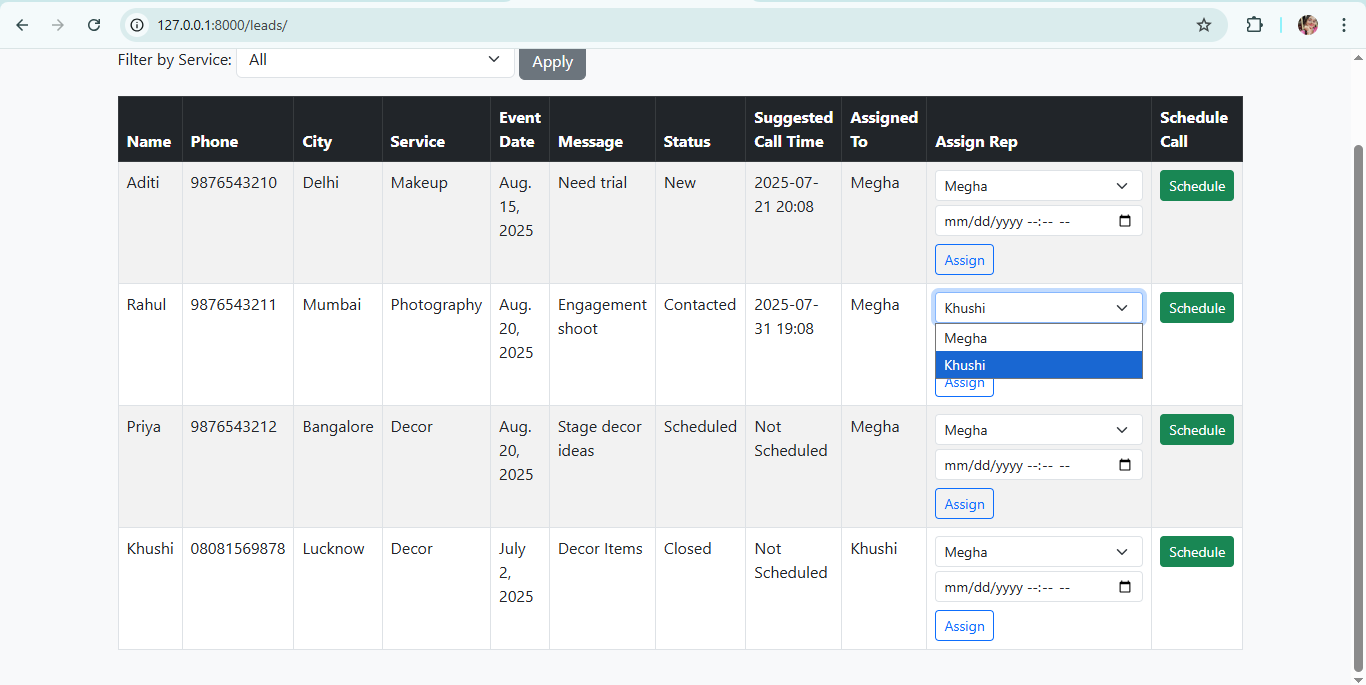 127.0.0.1:8000/leads/
Filter by Service: All Apply
Name Phone City Service Event Date Message Status Suggested Call Time Assigned To Assign Rep Schedule Call
Aditi 9876543210 Delhi Makeup Aug. 15, 2025 Need trial New 2025-07-21 20:08 Megha Megha Schedule
mm/dd/yyyy --:-- --
Assign
Rahul 9876543211 Mumbai Photography Aug. 20, 2025 Engagement shoot Contacted 2025-07-31 19:08 Megha Khushi Schedule
Megha
Khushi
Assign
Priya 9876543212 Bangalore Decor Aug. 20, 2025 Stage decor ideas Scheduled Not Scheduled Megha Megha Schedule
mm/dd/yyyy --:-- --
Assign
Khushi 08081569878 Lucknow Decor July 2, 2025 Decor Items Closed Not Scheduled Khushi Megha Schedule
mm/dd/yyyy --:-- --
Assign